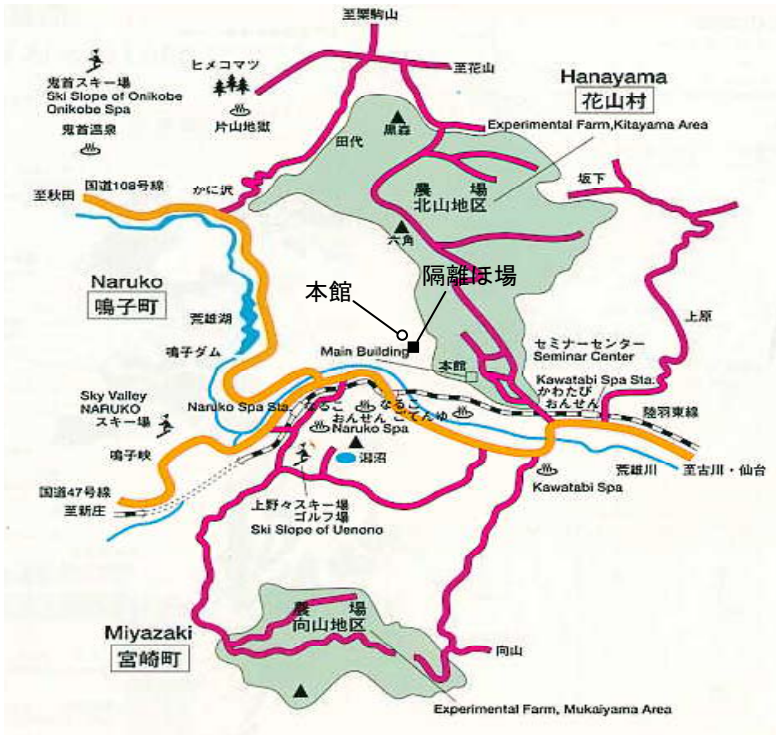 至栗駒山
ヒメコマツ
至花山
鬼首スキー場
Ski Slope of Onikobe
Onikobe Spa
鬼首温泉
片山地獄
Hanayama
花山村
黒森
Experimental Farm,Kitayama Area
田代
至秋田
国道108号線
かに沢
坂下
農 場
北山地区
六角
Naruko
鳴子町
本館
隔離ほ場
荒雄湖
上原
鳴子ダム
Main Building
本館
セミナーセンター
Seminar Center
Sky Valley
NARUKO
スキー場
Naruko Spa Sta.
なるこ
おんせん
なるこ
ごてんゆ
Kawatabi Spa Sta.
かわたび
おんせん
陸羽東線
Naruko Spa
鳴子峡
潟沼
荒雄川
至古川・仙台
国道47号線
至新庄
Kawatabi Spa
上野々スキー場
ゴルフ場
Ski Slope of Uenono
農 場
向山地区
Miyazaki
宮崎町
向山
Experimental Farm, Mukaiyama Area